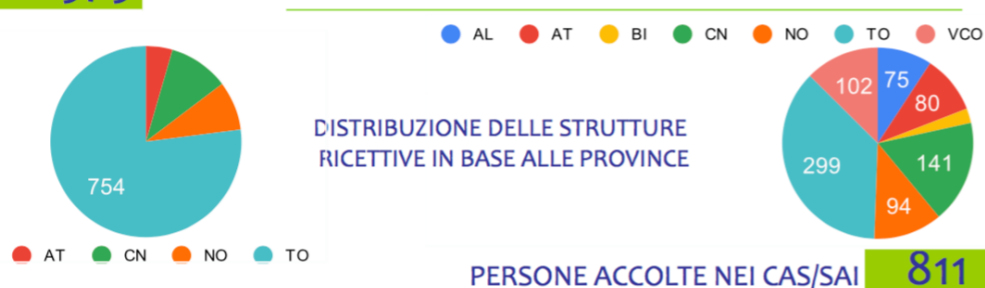 AL AT BI CN NO TO VCO
754
DISTRIBUZIONE DELLE STRUTTURE
RICETTIVE IN BASE ALLE PROVINCE
102 75
80
299 141
94
AT CN NO TO
PERSONE ACCOLTE NEI CAS/SAI 811